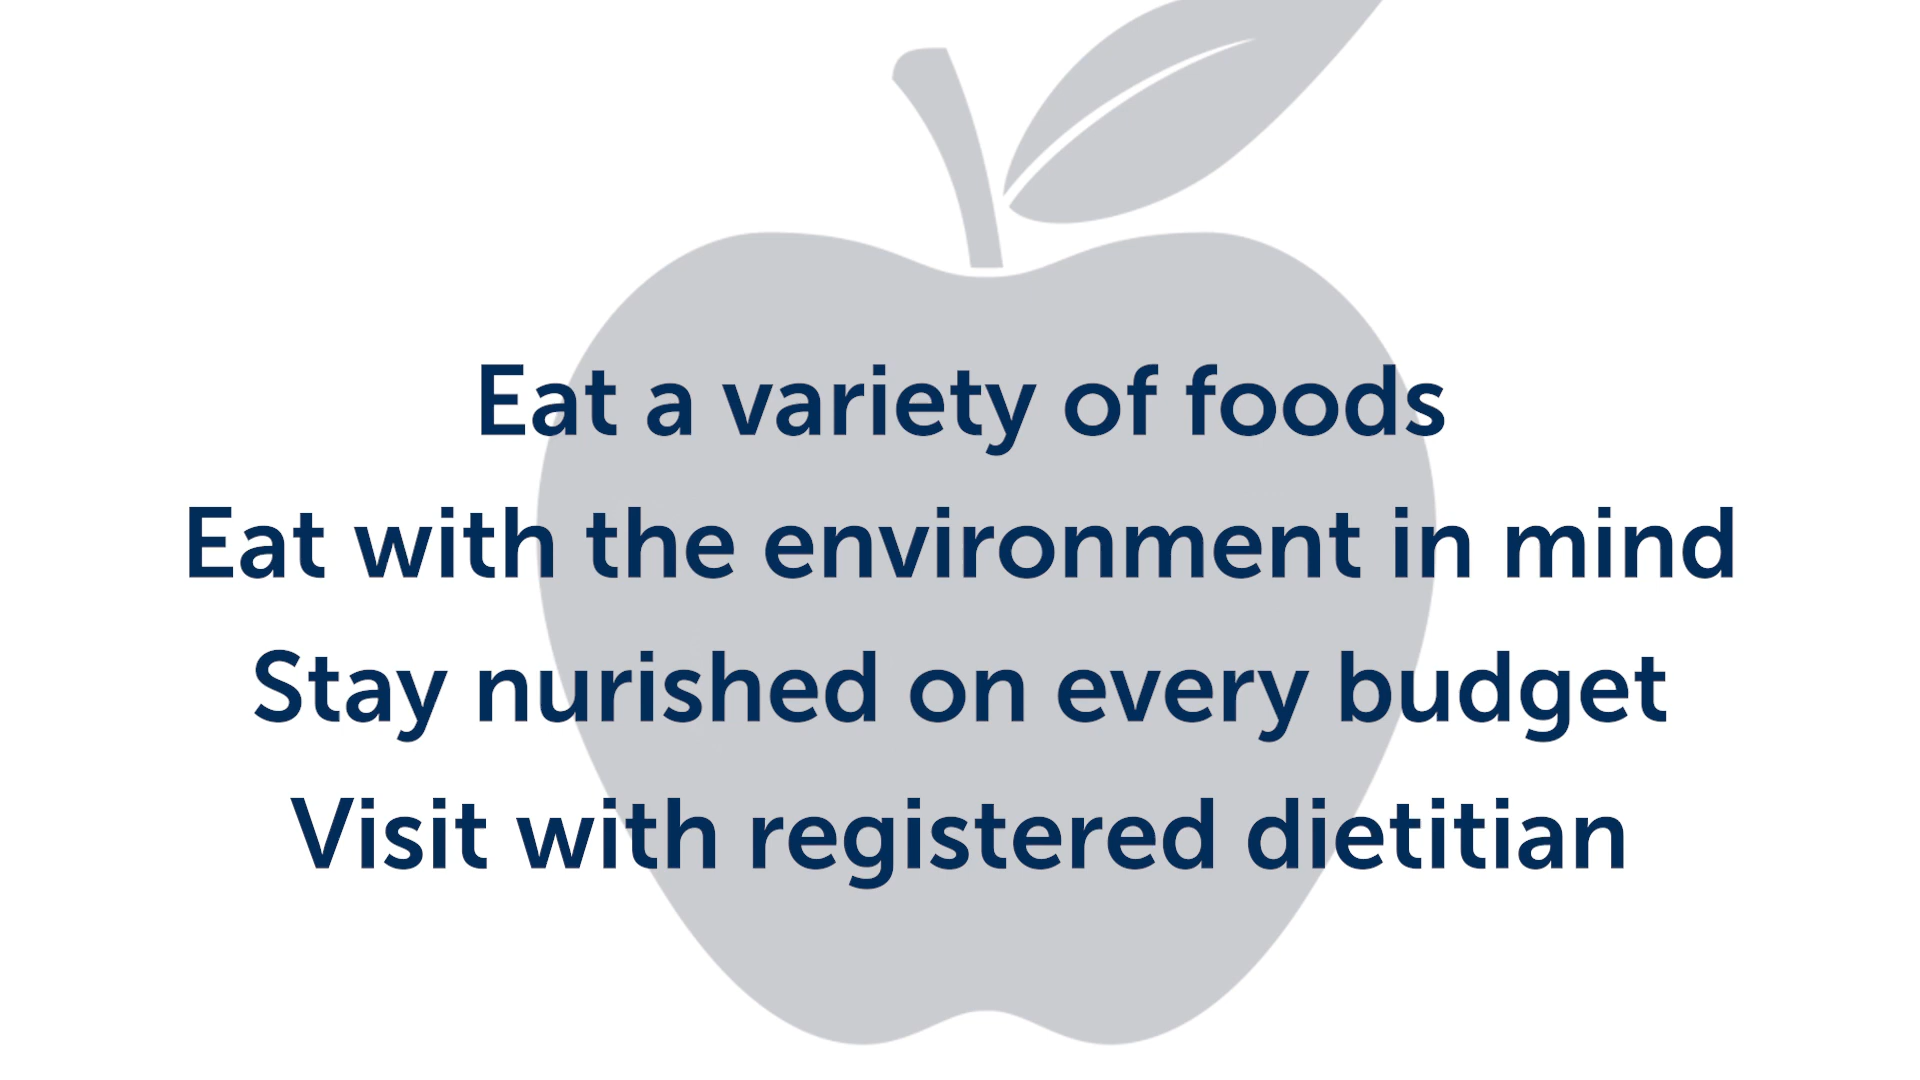 Eat a variety of foods
Eat with the environment in mind
Stay nurished on every budget
Visit with registered dietitian